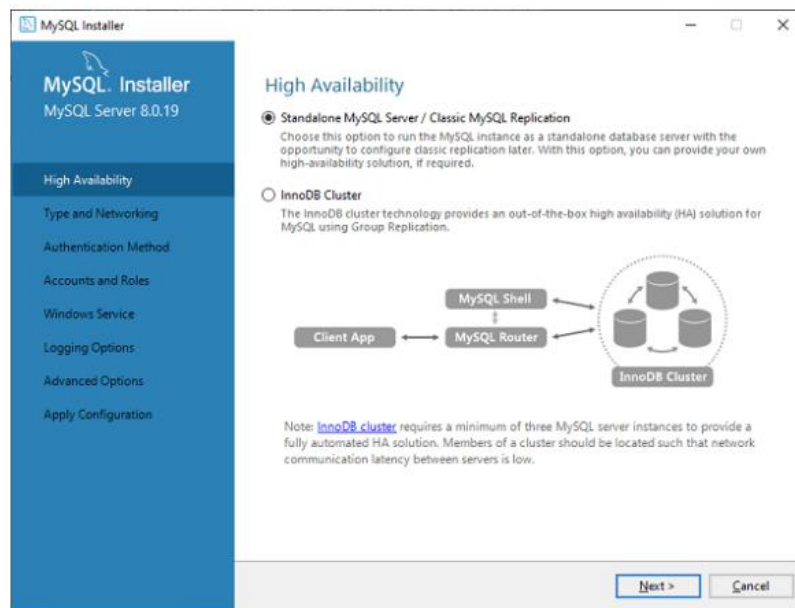 MySQL Installer
MySQL. Installer
MySQL Server 8.0.19
High Availability
Type and Networking
Authentication Method
Accounts and Roles
Windows Service
Logging Options
Advanced Options
Apply Configuration
High Availability
Standalone MySQL Server / Classic MySQL Replication
Choose this option to run the MySQL instance as a standalone database server with the
opportunity to configure classic replication later. With this option, you can provide your own
high-availability solution, if required.
InnoDB Cluster
The InnoDB cluster technology provides an out-of-the-box high availability (HA) solution for
MySQL using Group Replication.
MySQL Shell
Client App
MySQL Router
InnoDB Cluster
Note: InnoDB cluster requires a minimum of three MySQL server instances to provide a
fully automated HA solution. Members of a cluster should be located such that network
communication latency between servers is low.
Next >
Cancel